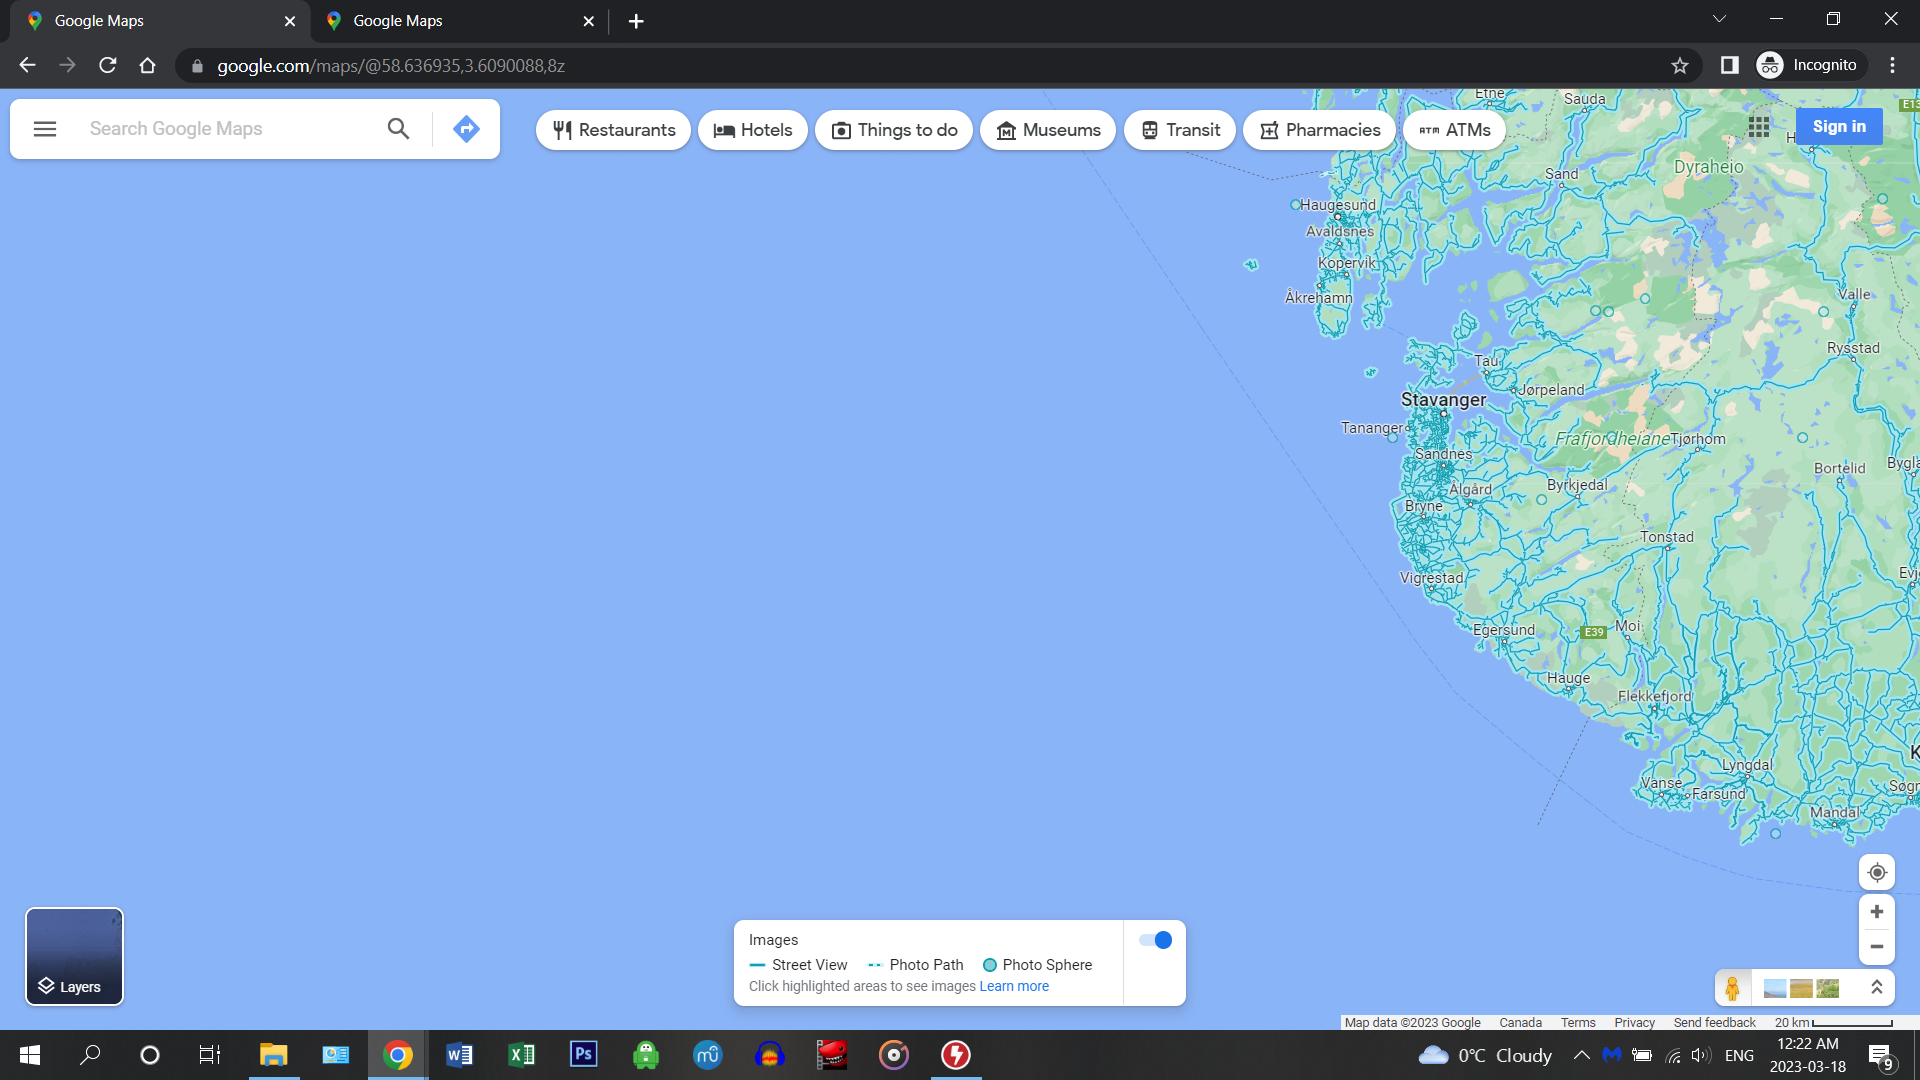 Google Maps
Google Maps
google.com/maps/@58.636935,3.6090088,8z
Incognito
Search Google Maps
Restaurants
Hotels
Things to do
Museums
Transit
Pharmacies
ATM ATMs
Sign in
Etne
Sauda
Dyraheio
Sand
Haugesund
Avaldsnes
Kopervik
Åkrehamn
Valle
Rysstad
Tau
Jørpeland
Stavanger
Tananger
Frafjordheiane
Tjørhom
Sandnes
Bortelid
Bygla
Ålgård
Byrkjedal
Bryne
Tonstad
Vigrestad
Evj
Egersund
E39
Moi
Hauge
Flekkefjord
K
Lyngdal
Vanse
Farsund
Søgn
Mandal
Layers
Images
Street View
Photo Path
Photo Sphere
Click highlighted areas to see images Learn more
Map data ©2023 Google
Canada
Terms
Privacy
Send feedback
20 km
W
X
Ps
mu
0°C Cloudy
ENG
12:22 AM
2023-03-18
9